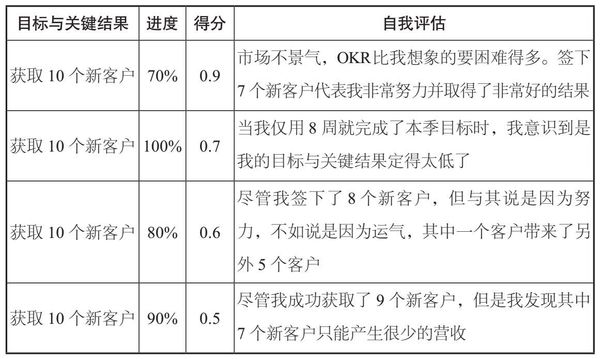 目标与关键结果 进度 得分 自我评估
获取 10 个新客户 70% 0.9 市场不景气，OKR 比我想象的要困难得多。签下
7 个新客户代表我非常努力并取得了非常好的结果
获取 10 个新客户 100% 0.7 当我仅用 8 周就完成了本季目标时，我意识到是
我的目标与关键结果定得太低了
获取 10 个新客户 80% 0.6 尽管我签下了 8 个新客户，但与其说是因为努
力，不如说是因为运气，其中一个客户带来了另
外 5 个客户
获取 10 个新客户 90% 0.5 尽管我成功获取了 9 个新客户，但是我发现其中
7 个新客户只能产生很少的营收